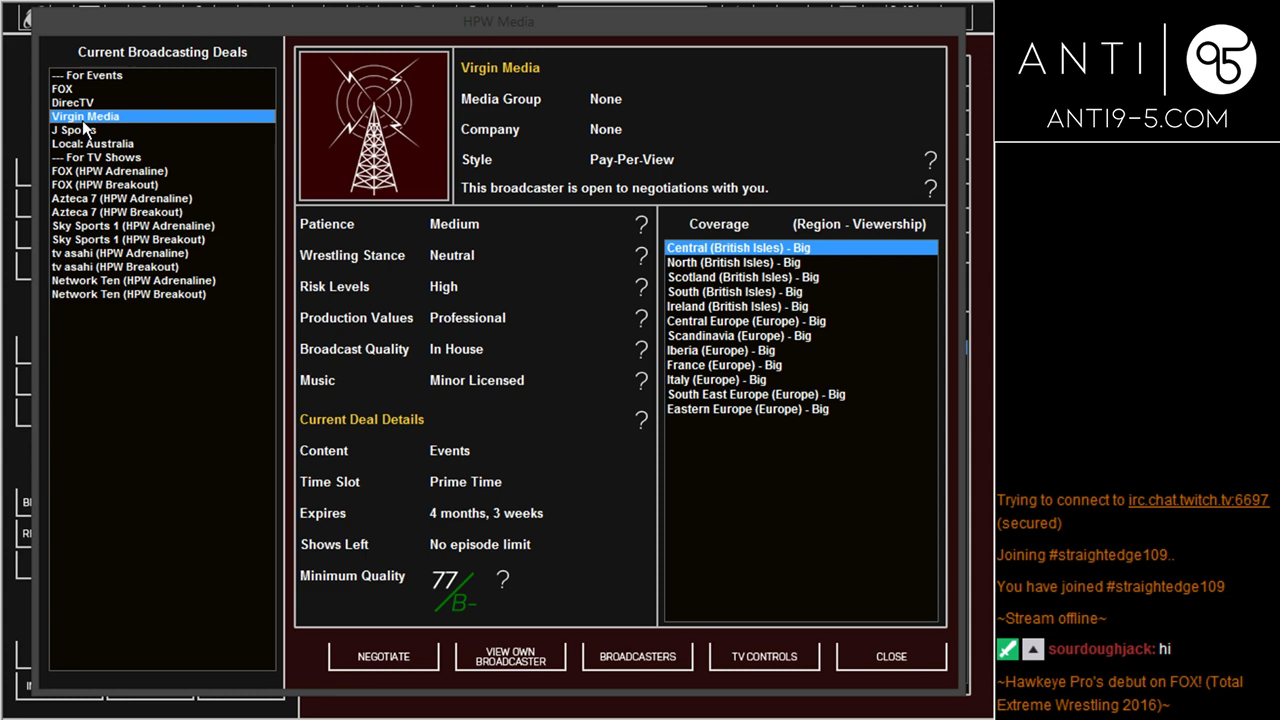 HPW Media
Current Broadcasting Deals
--- For Events
FOX
DirecTV
Virgin Media
J Sports
Local: Australia
--- For TV Shows
FOX (HPW Adrenaline)
FOX (HPW Breakout)
Azteca 7 (HPW Adrenaline)
Azteca 7 (HPW Breakout)
Sky Sports 1 (HPW Adrenaline)
Sky Sports 1 (HPW Breakout)
tv asahi (HPW Adrenaline)
tv asahi (HPW Breakout)
Network Ten (HPW Adrenaline)
Network Ten (HPW Breakout)
Virgin Media
Media Group None
Company None
Style Pay-Per-View ?
This broadcaster is open to negotiations with you. ?
Patience Medium ?
Wrestling Stance Neutral ?
Risk Levels High ?
Production Values Professional ?
Broadcast Quality In House ?
Music Minor Licensed ?
Current Deal Details ?
Content Events
Time Slot Prime Time
Expires 4 months, 3 weeks
Shows Left No episode limit
Minimum Quality 77/B- ?
Coverage (Region - Viewership)
Central (British Isles) - Big
North (British Isles) - Big
Scotland (British Isles) - Big
South (British Isles) - Big
Ireland (British Isles) - Big
Central Europe (Europe) - Big
Scandinavia (Europe) - Big
Iberia (Europe) - Big
France (Europe) - Big
Italy (Europe) - Big
South East Europe (Europe) - Big
Eastern Europe (Europe) - Big
NEGOTIATE
VIEW OWN
BROADCASTER
BROADCASTERS
TV CONTROLS
CLOSE
ANTI 95
ANTI9-5.COM
Trying to connect to irc.chat.twitch.tv:6697
(secured)
Joining #straightedge109..
You have joined #straightedge109
~Stream offline~
sourdoughjack: hi
~Hawkeye Pro's debut on FOX! (Total
Extreme Wrestling 2016)~